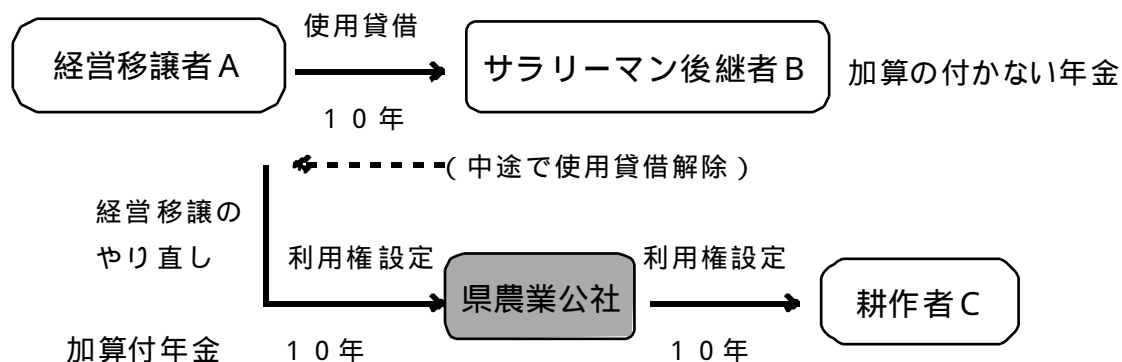 使用貸借
経営移譲者A
サラリーマン後継者B
加算の付かない年金
10年
(中途で使用貸借解除)
経営移譲の
やり直し
利用権設定
県農業公社
利用権設定
耕作者C
加算付年金
10年
10年